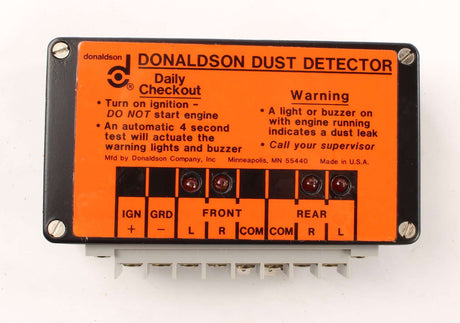 donaldson
DONALDSON DUST DETECTOR
®
Daily
Checkout
• Turn on ignition –
DO NOT start engine
• An automatic 4 second
test will actuate the
warning lights and buzzer
Warning
• A light or buzzer on
with engine running
indicates a dust leak
• Call your supervisor
Mfd by Donaldson Company, Inc Minneapolis, MN 55440 Made in U.S.A.
IGN GRD FRONT REAR
+ – L R COM COM R L